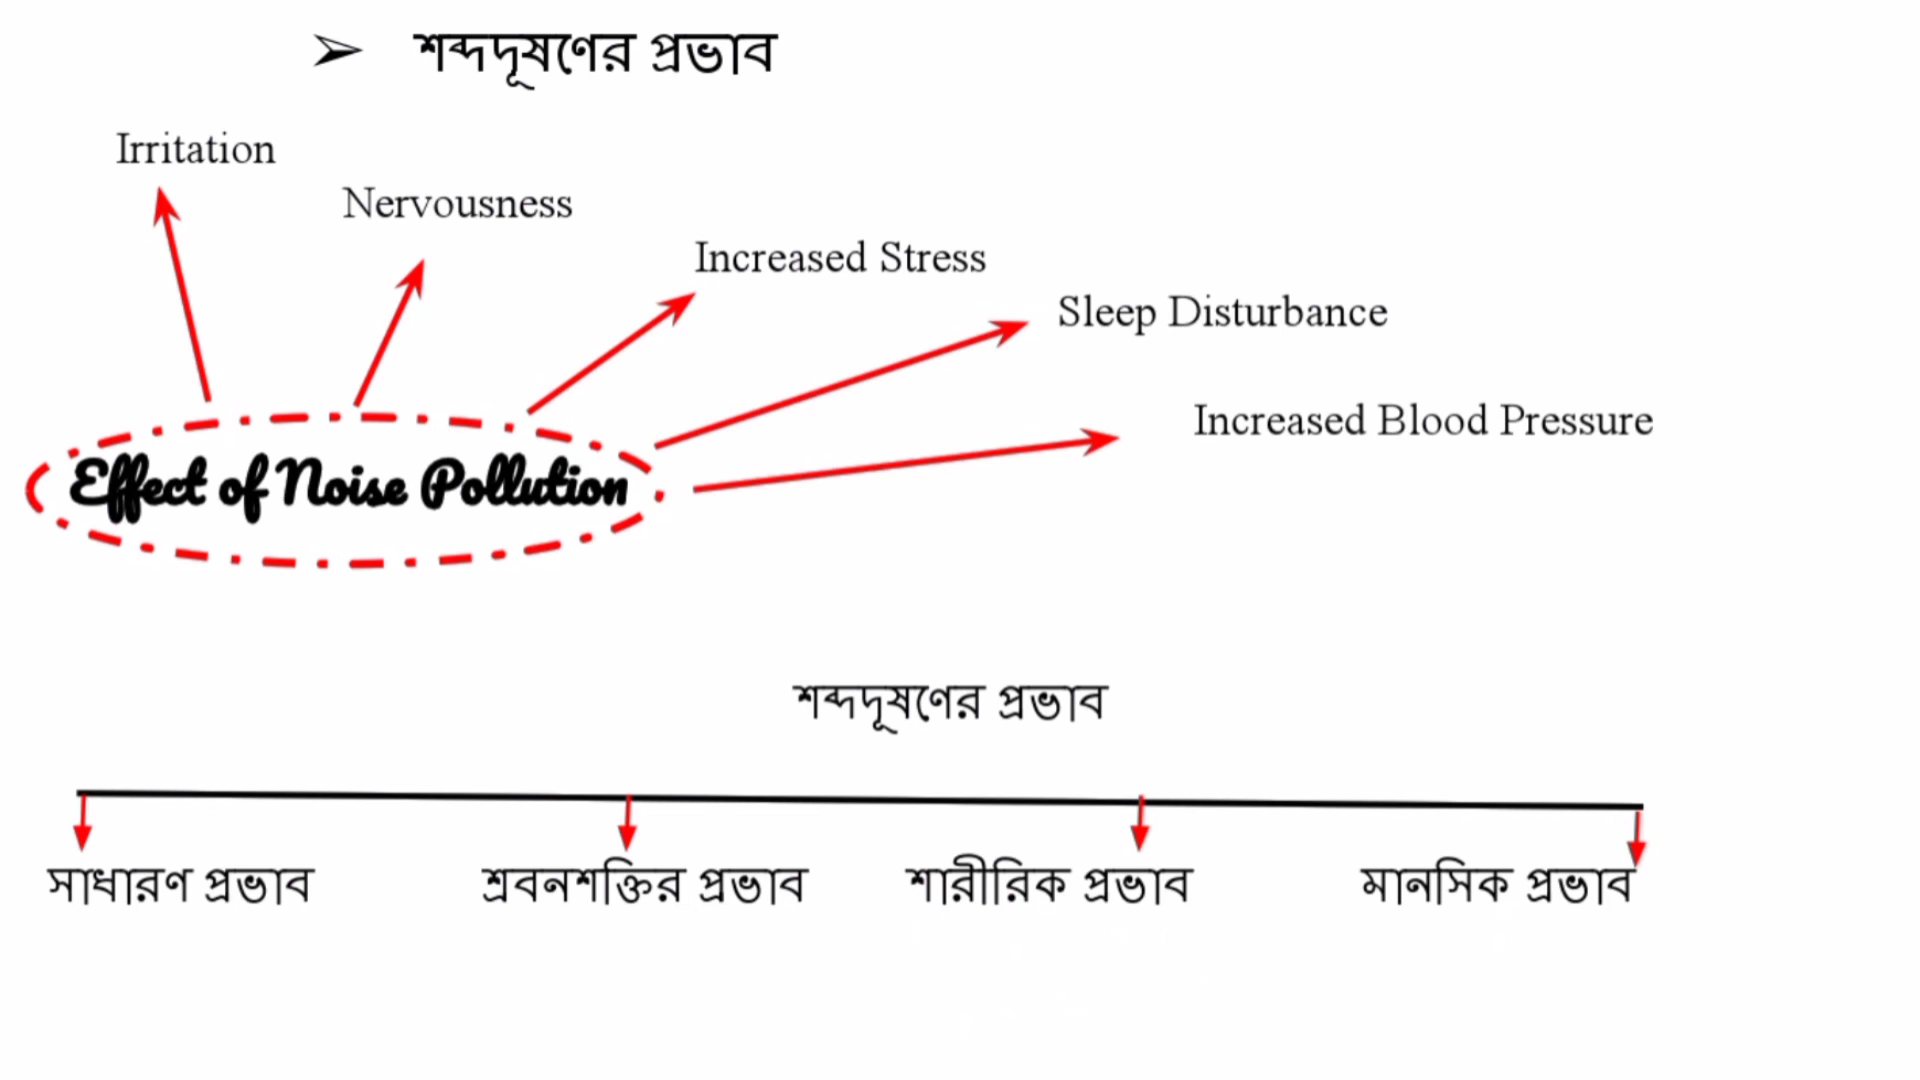 ➢ শব্দদূষণের প্রভাব
Irritation
Nervousness
Increased Stress
Sleep Disturbance
Increased Blood Pressure
Effect of Noise Pollution
শব্দদূষণের প্রভাব
সাধারণ প্রভাব
শ্রবনশক্তির প্রভাব
শারীরিক প্রভাব
মানসিক প্রভাব